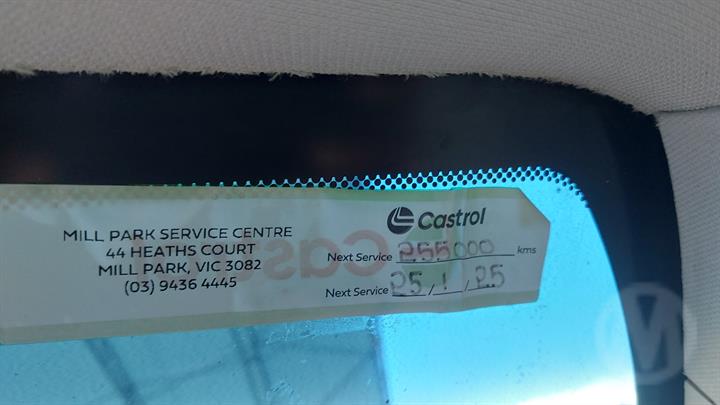 MILL PARK SERVICE CENTRE
44 HEATHS COURT
MILL PARK, VIC 3082
(03) 9436 4445
Castrol
Next Service 255000 kms
Next Service 25/1/25
M